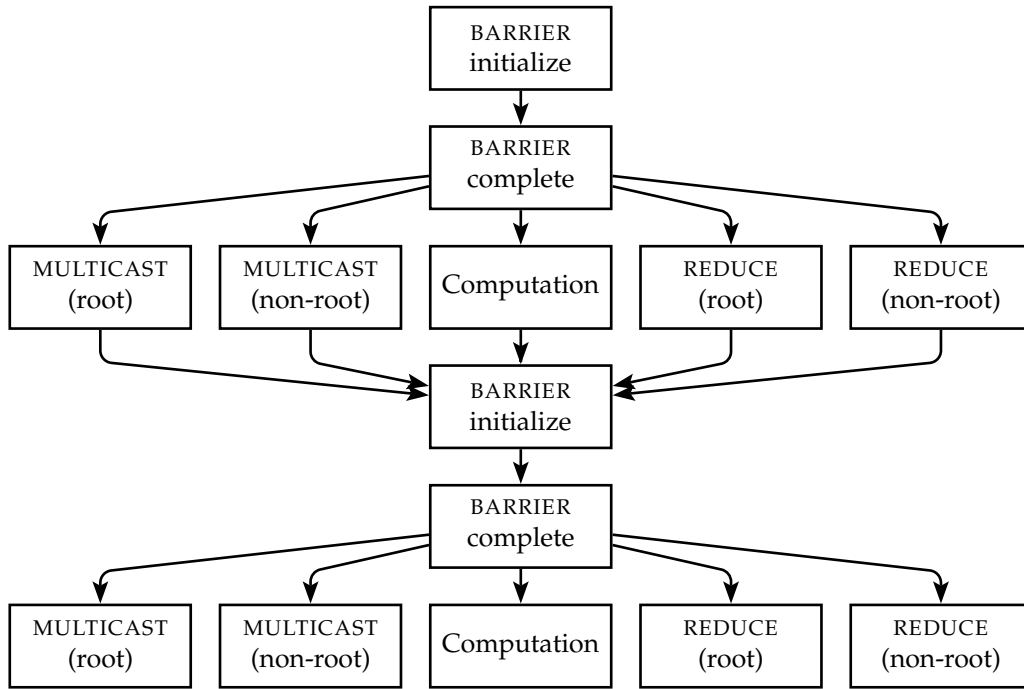 BARRIER
initialize
BARRIER
complete
MULTICAST
(root)
MULTICAST
(non-root)
Computation
REDUCE
(root)
REDUCE
(non-root)
BARRIER
initialize
BARRIER
complete
MULTICAST
(root)
MULTICAST
(non-root)
Computation
REDUCE
(root)
REDUCE
(non-root)